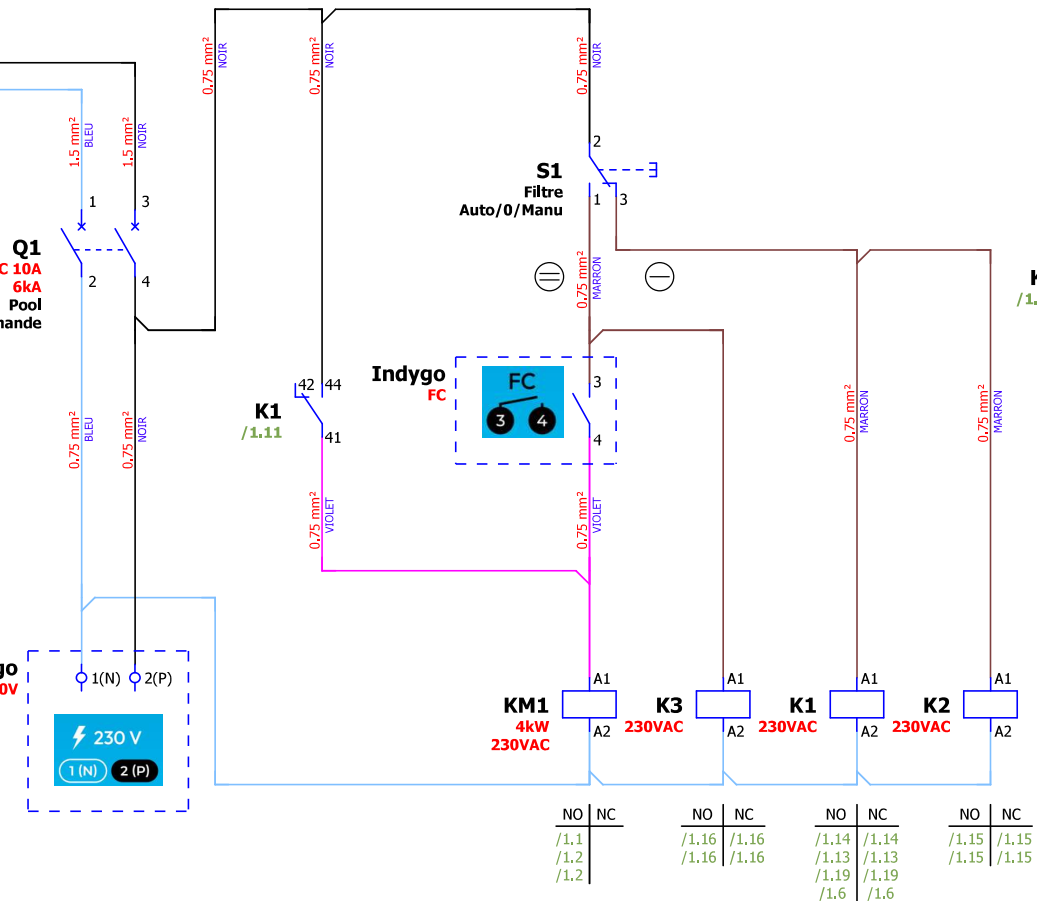 0.75 mm²
NOIR
0.75 mm²
NOIR
0.75 mm²
NOIR
1.5 mm²
BLEU
1.5 mm²
NOIR
2
S1
Filtre
Auto/0/Manu
1
3
1
3
Q1
C 10A
6kA
Pool
mande
2
4
0.75 mm²
MARRON
K
/1.
Indygo
FC
FC
3
4
3
4
42
44
K1
/1.11
41
0.75 mm²
BLEU
0.75 mm²
NOIR
0.75 mm²
MARRON
0.75 mm²
MARRON
0.75 mm²
VIOLET
0.75 mm²
VIOLET
go
0V
1(N)
2(P)
230 V
1 (N)
2 (P)
A1
KM1
4kW
230VAC
A2
A1
K3
230VAC
A2
A1
K1
230VAC
A2
A1
K2
230VAC
A2
NO NC
/1.1
/1.2
/1.2
NO NC
/1.16 /1.16
/1.16 /1.16
NO NC
/1.14 /1.14
/1.13 /1.13
/1.19 /1.19
/1.6 /1.6
NO NC
/1.15 /1.15
/1.15 /1.15